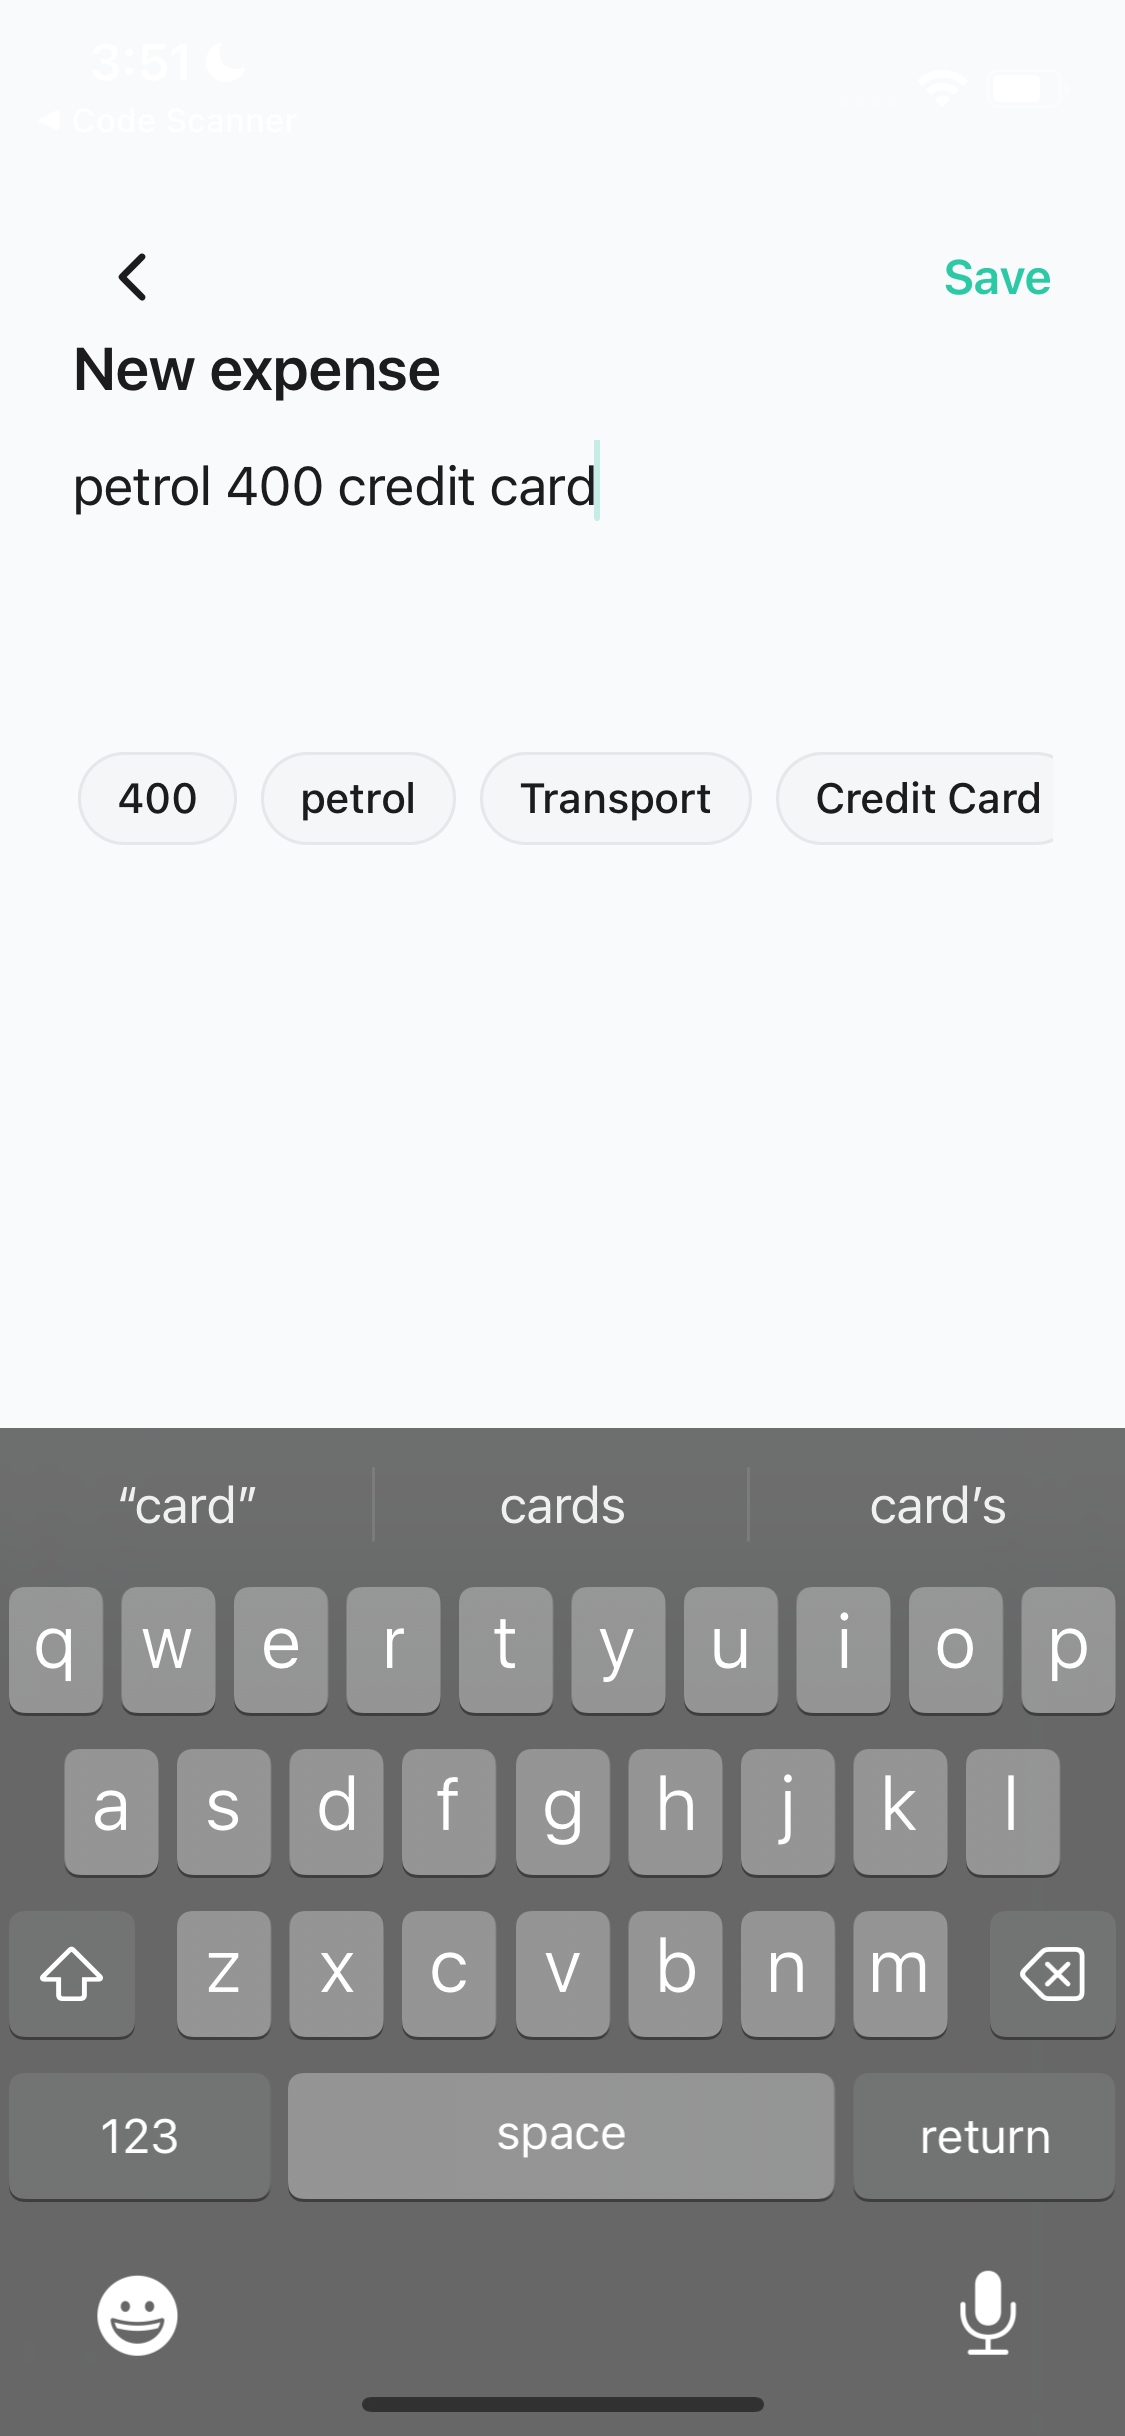 3:51
Code Scanner
Save
New expense
petrol 400 credit card
400 petrol Transport Credit Card
“card” cards card’s
q w e r t y u i o p
a s d f g h j k l
z x c v b n m
123 space return